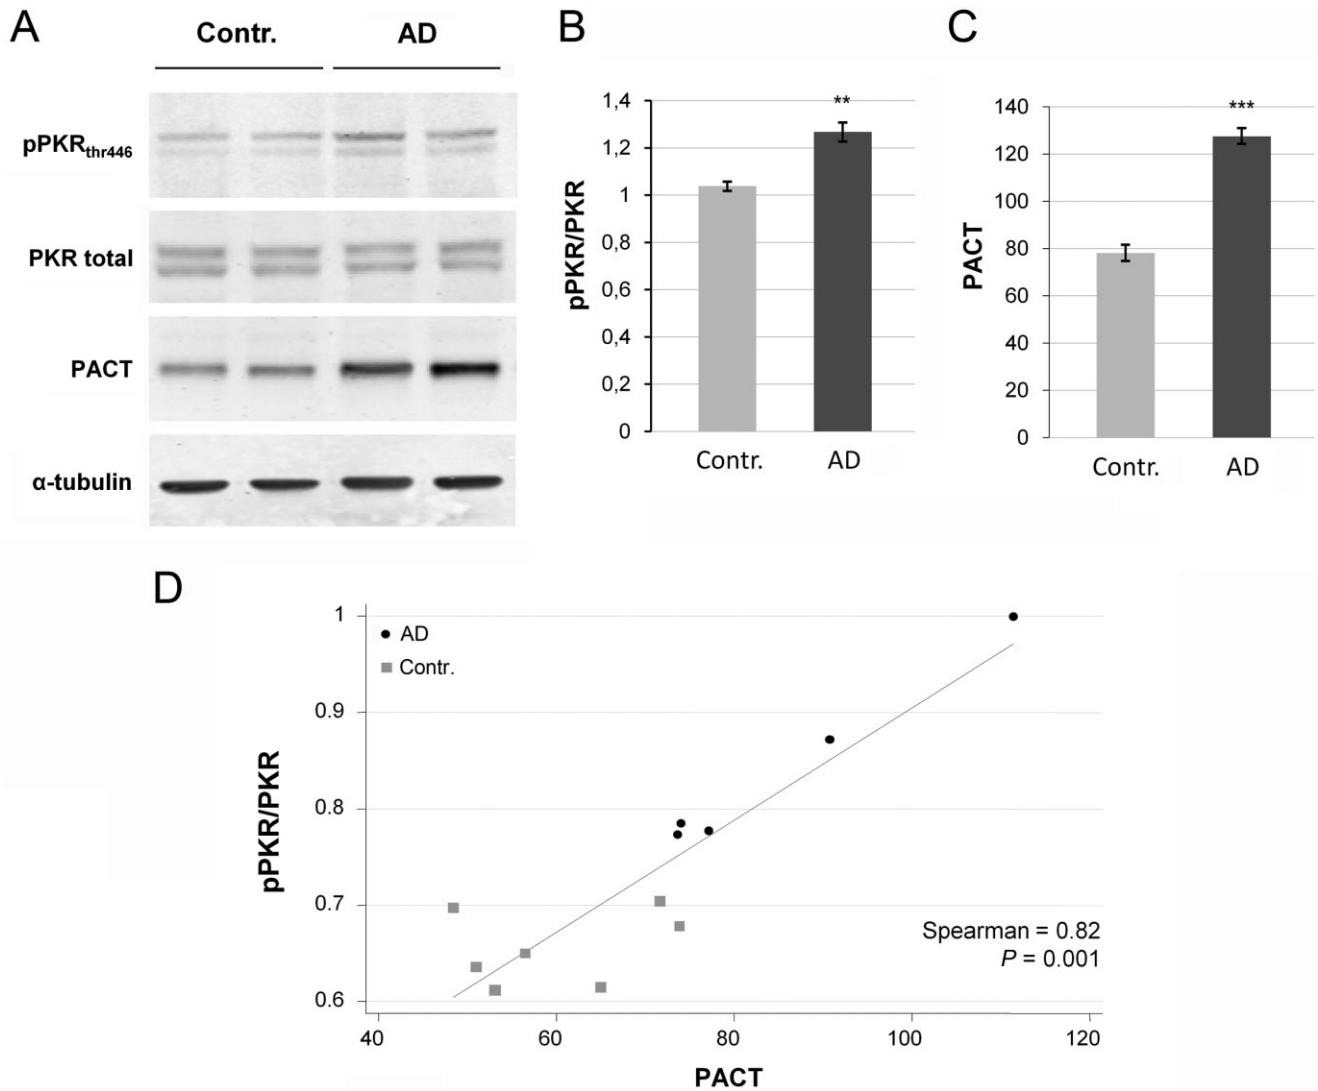 A
Contr.
AD
pPKRthr446
PKR total
PACT
α-tubulin
B
pPKR/PKR
1,4
1,2
1
0,8
0,6
0,4
0,2
0
**
Contr.
AD
C
PACT
140
120
100
80
60
40
20
0
***
Contr.
AD
D
pPKR/PKR
1
0.9
0.8
0.7
0.6
AD
Contr.
Spearman = 0.82
P = 0.001
40
60
80
100
120
PACT